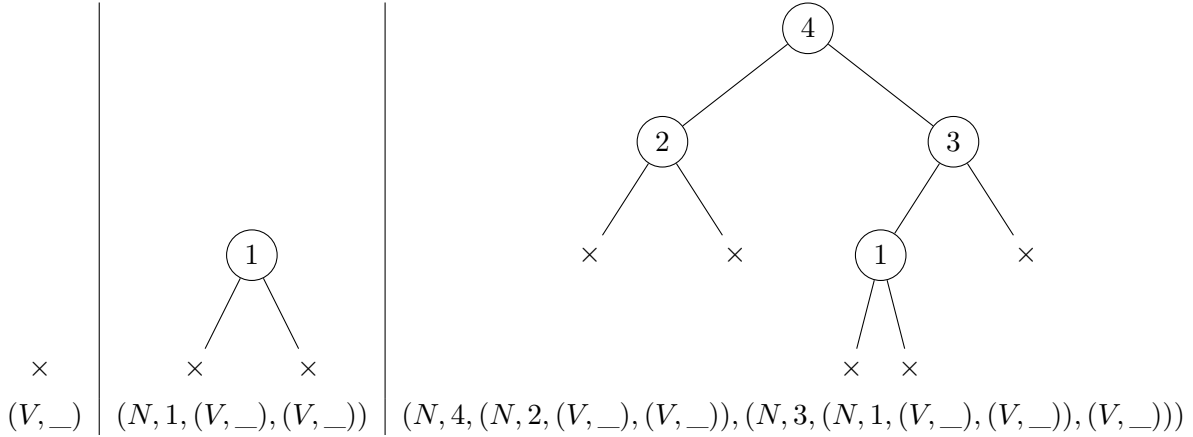 4
2 3
× × 1 ×
1
× × × × ×
(V, _) (N, 1, (V, _), (V, _)) (N, 4, (N, 2, (V, _), (V, _)), (N, 3, (N, 1, (V, _), (V, _)), (V, _)))